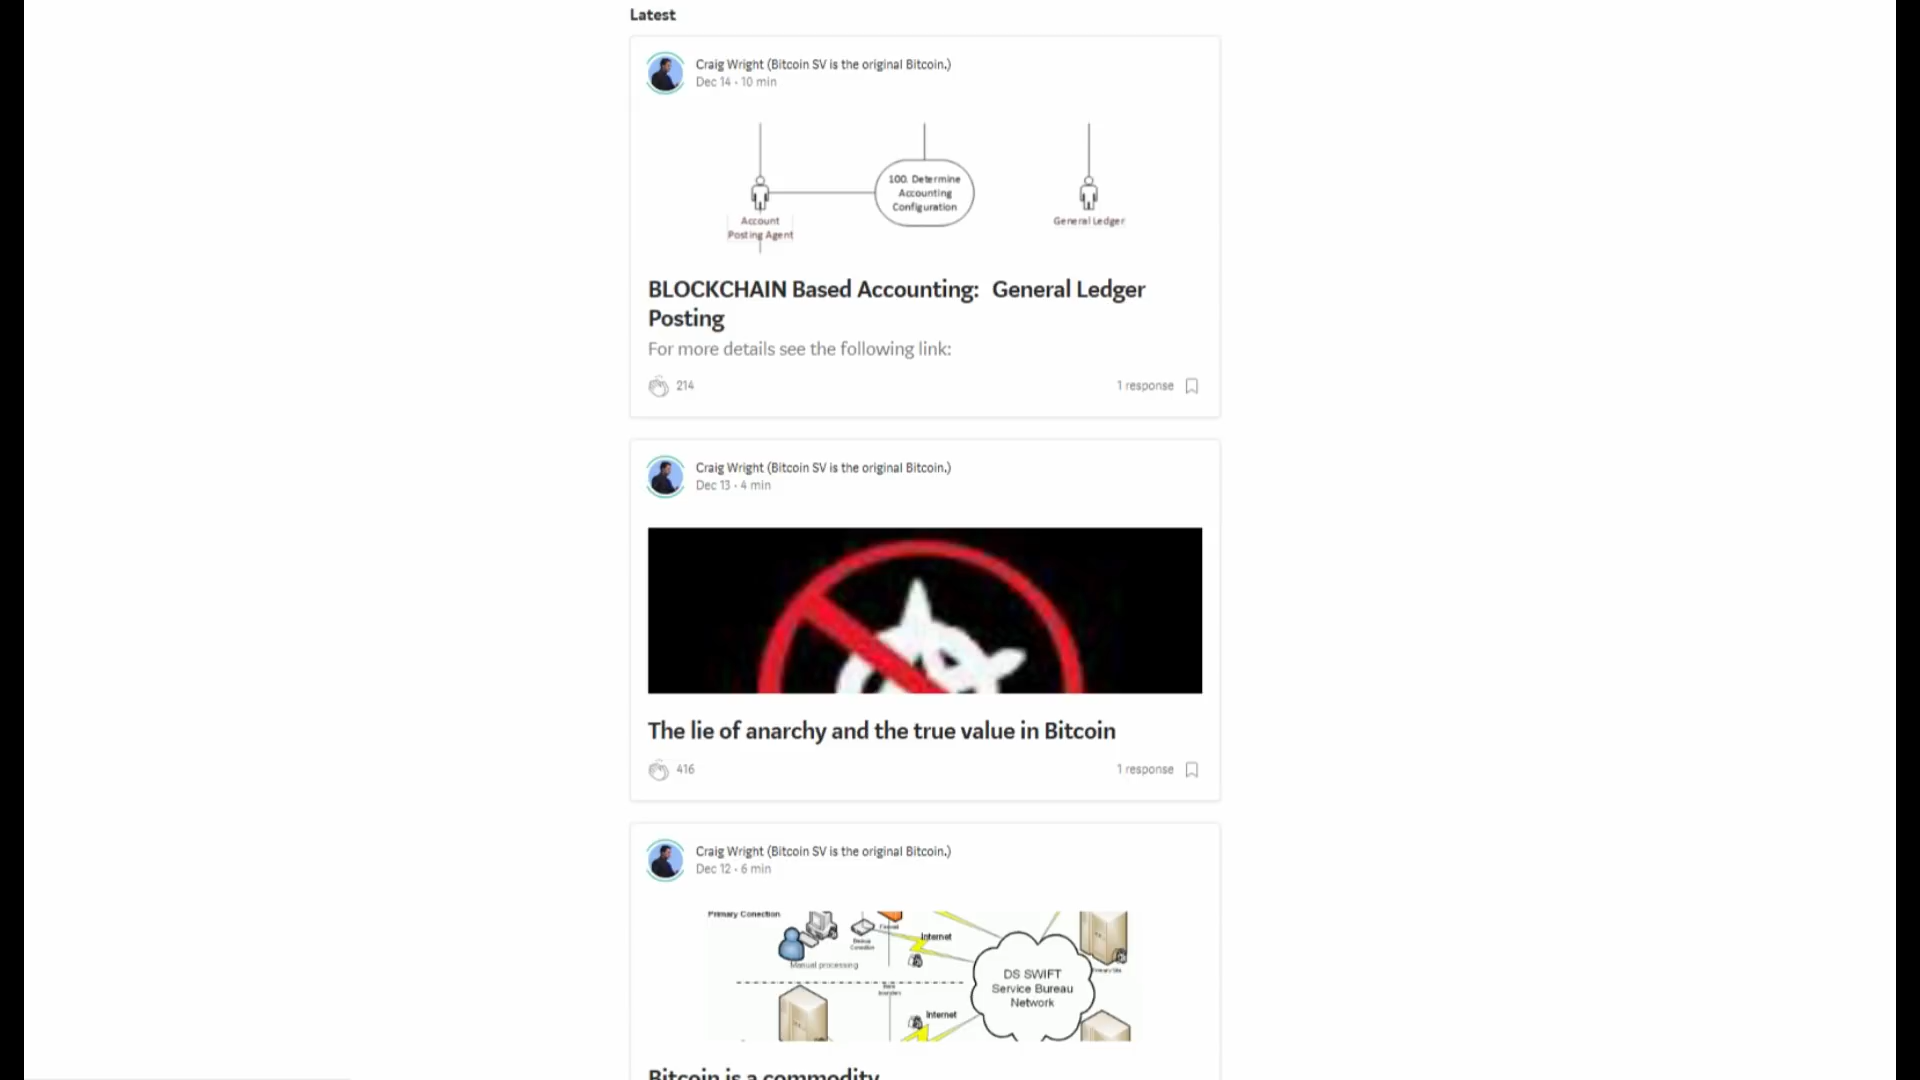 Latest
Craig Wright (Bitcoin SV is the original Bitcoin.)
Dec 14 · 10 min
100. Determine
Accounting
Configuration
Account
Posting Agent
General Ledger
BLOCKCHAIN Based Accounting: General Ledger
Posting
For more details see the following link:
214
1 response
Craig Wright (Bitcoin SV is the original Bitcoin.)
Dec 13 · 4 min
The lie of anarchy and the true value in Bitcoin
416
1 response
Craig Wright (Bitcoin SV is the original Bitcoin.)
Dec 12 · 6 min
Primary Conection
Internet
Manual processing
DS SWIFT
Service Bureau
Network
Internet
Bitcoin is a commodity